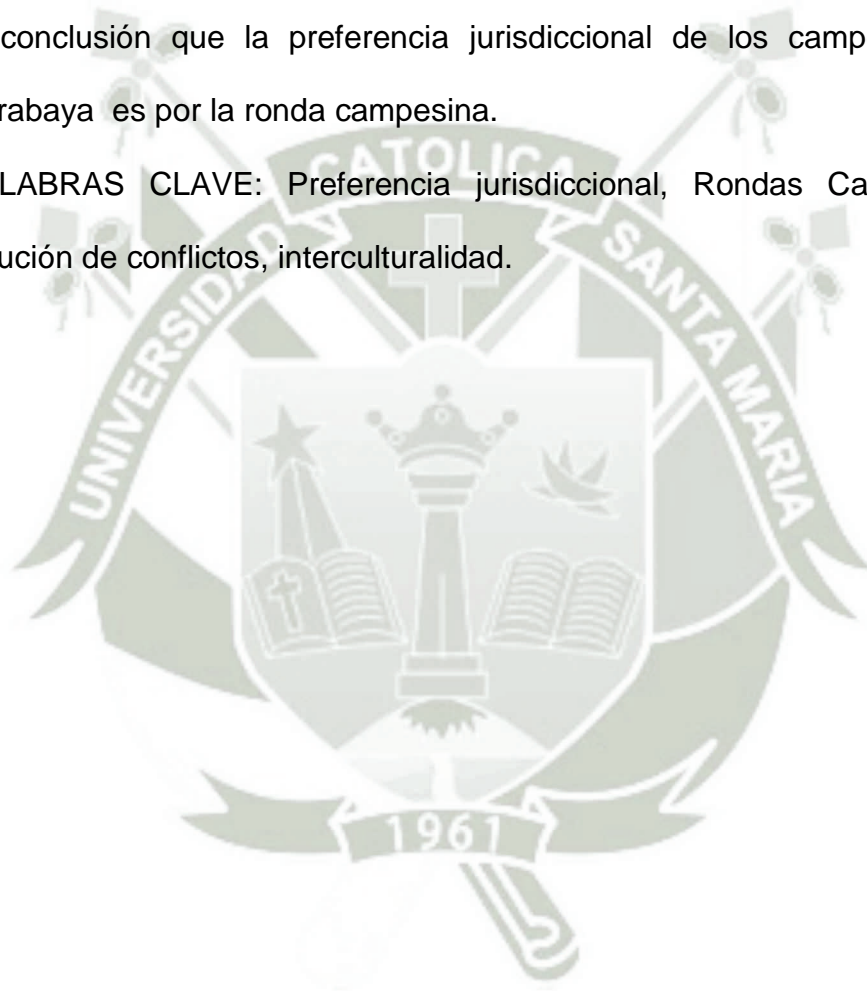 conclusión que la preferencia jurisdiccional de los camp
rabaya es por la ronda campesina.
LABRAS CLAVE: Preferencia jurisdiccional, Rondas Ca
ución de conflictos, interculturalidad.
UNIVERSIDAD CATOLICA SANTA MARIA
1961